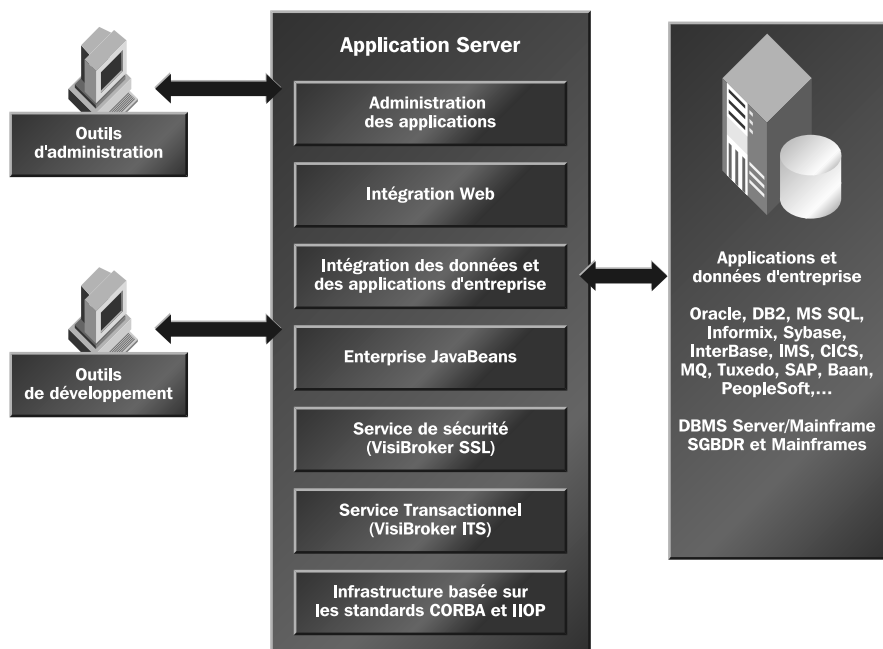 Application Server
Outils
d'administration
Outils
de développement
Administration
des applications
Intégration Web
Intégration des données et
des applications d'entreprise
Enterprise JavaBeans
Service de sécurité
(VisiBroker SSL)
Service Transactionnel
(VisiBroker ITS)
Infrastructure basée sur
les standards CORBA et IIOP
Applications et
données d'entreprise
Oracle, DB2, MS SQL,
Informix, Sybase,
InterBase, IMS, CICS,
MQ, Tuxedo, SAP, Baan,
PeopleSoft,...
DBMS Server/Mainframe
SGBDR et Mainframes